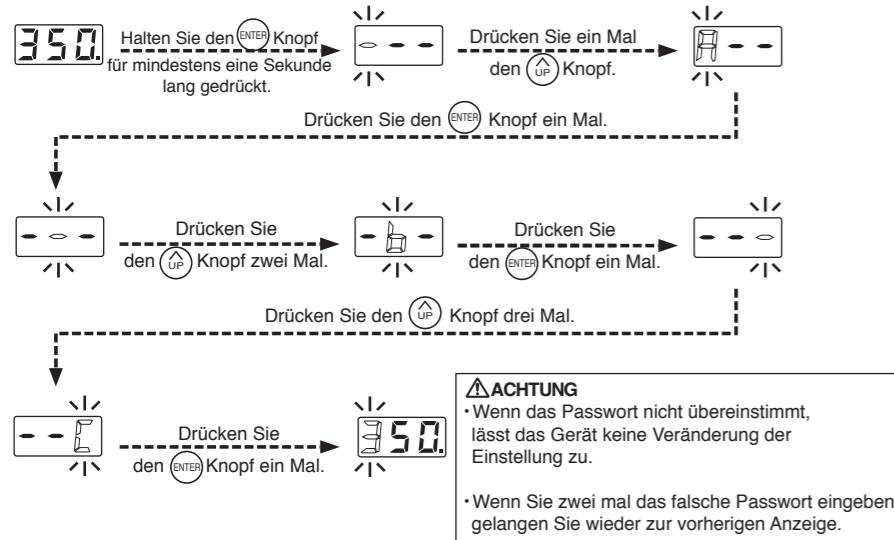 350. Halten Sie den ENTER Knopf - - Drücken Sie ein Mal A - -
für mindestens eine Sekunde den UP Knopf.
lang gedrückt.
Drücken Sie den ENTER Knopf ein Mal.
- - - Drücken Sie - b - Drücken Sie - - -
den UP Knopf zwei Mal. den ENTER Knopf ein Mal.
Drücken Sie den UP Knopf drei Mal.
- - C Drücken Sie 350.
den ENTER Knopf ein Mal.
⚠ACHTUNG
・Wenn das Passwort nicht übereinstimmt,
lässt das Gerät keine Veränderung der
Einstellung zu.
・Wenn Sie zwei mal das falsche Passwort eingeben
gelangen Sie wieder zur vorherigen Anzeige.